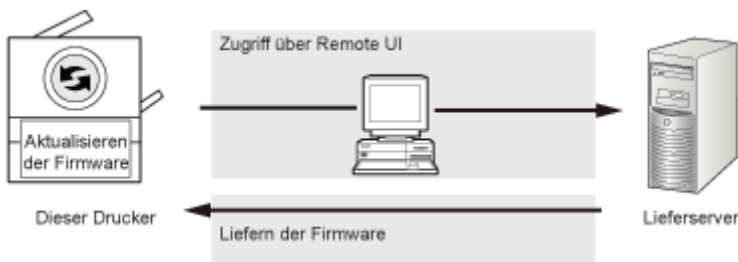 Zugriff über Remote UI
Aktualisieren
der Firmware
Dieser Drucker
Lieferserver
Liefern der Firmware